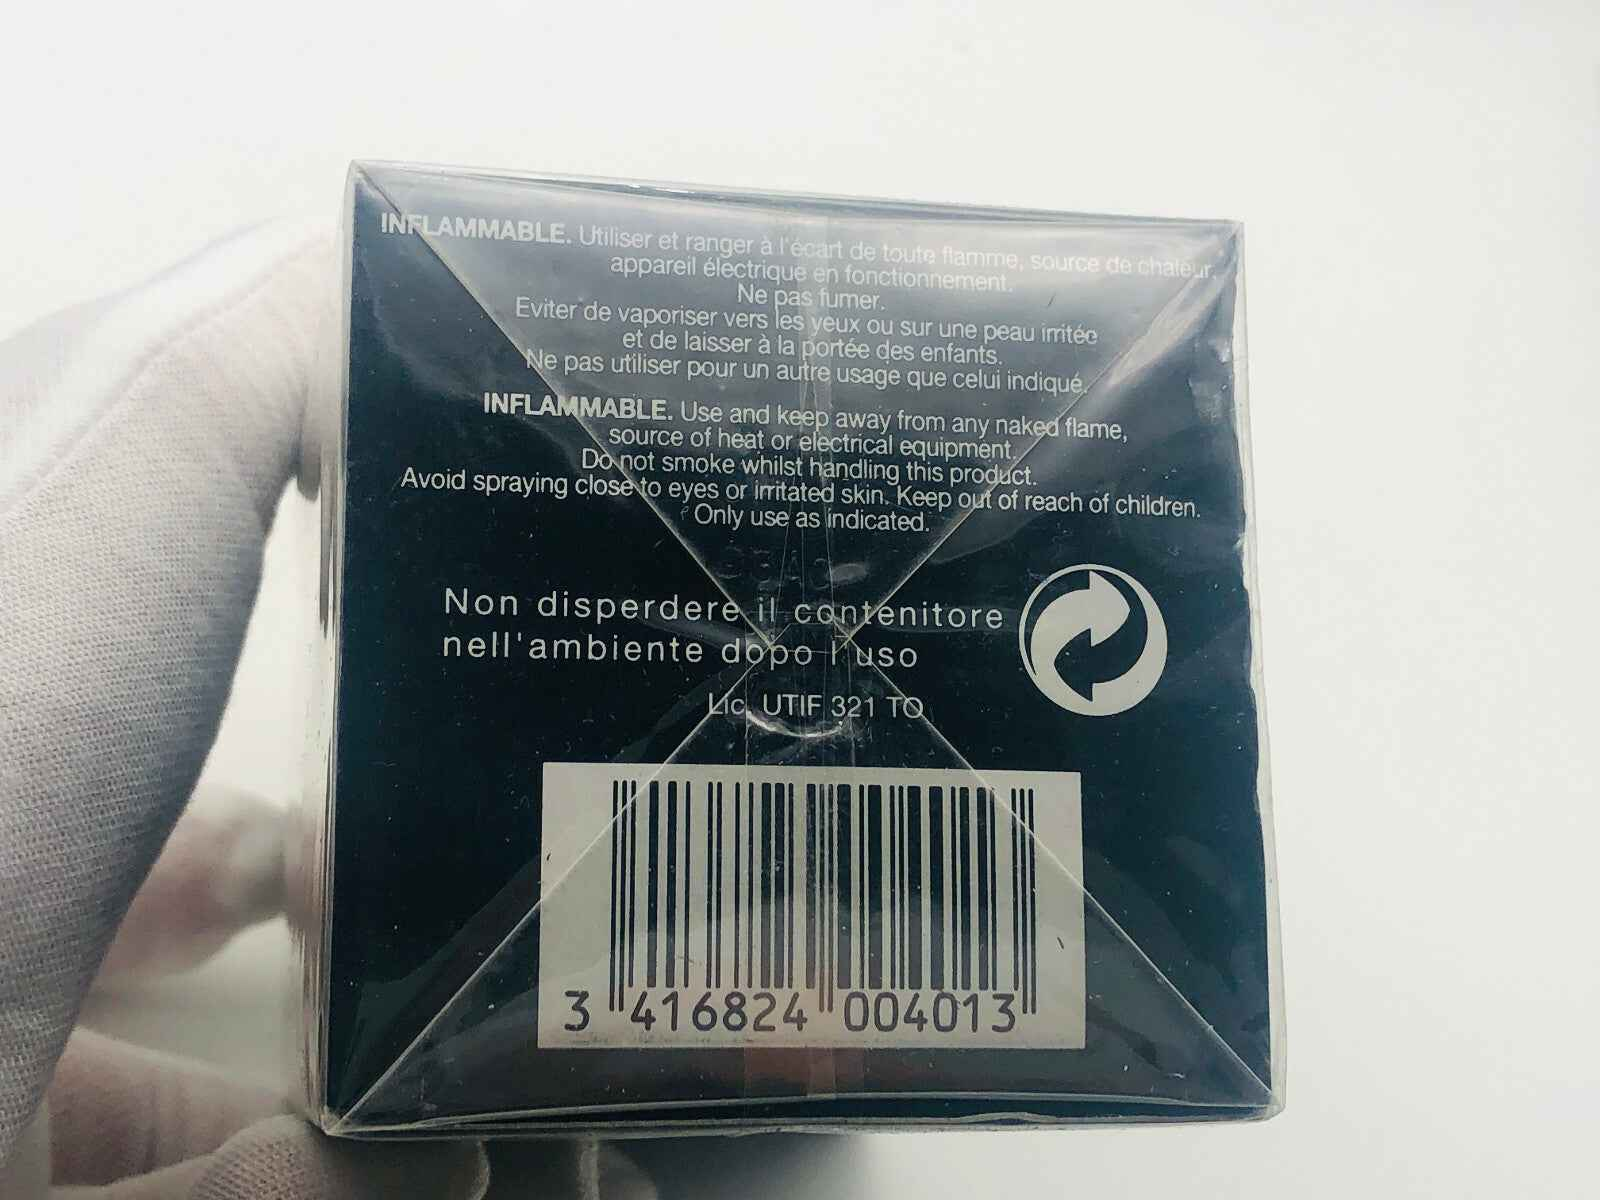 INFLAMMABLE. Utiliser et ranger à l'écart de toute flamme, source de chaleur,
appareil électrique en fonctionnement.
Ne pas fumer.
Eviter de vaporiser vers les yeux ou sur une peau irritée
et de laisser à la portée des enfants.
Ne pas utiliser pour un autre usage que celui indiqué.
INFLAMMABLE. Use and keep away from any naked flame,
source of heat or electrical equipment.
Do not smoke whilst handling this product.
Avoid spraying close to eyes or irritated skin. Keep out of reach of children.
Only use as indicated.
Non disperdere il contenitore
nell'ambiente dopo l'uso
Lic. UTIF 321 TO
3 416824 004013